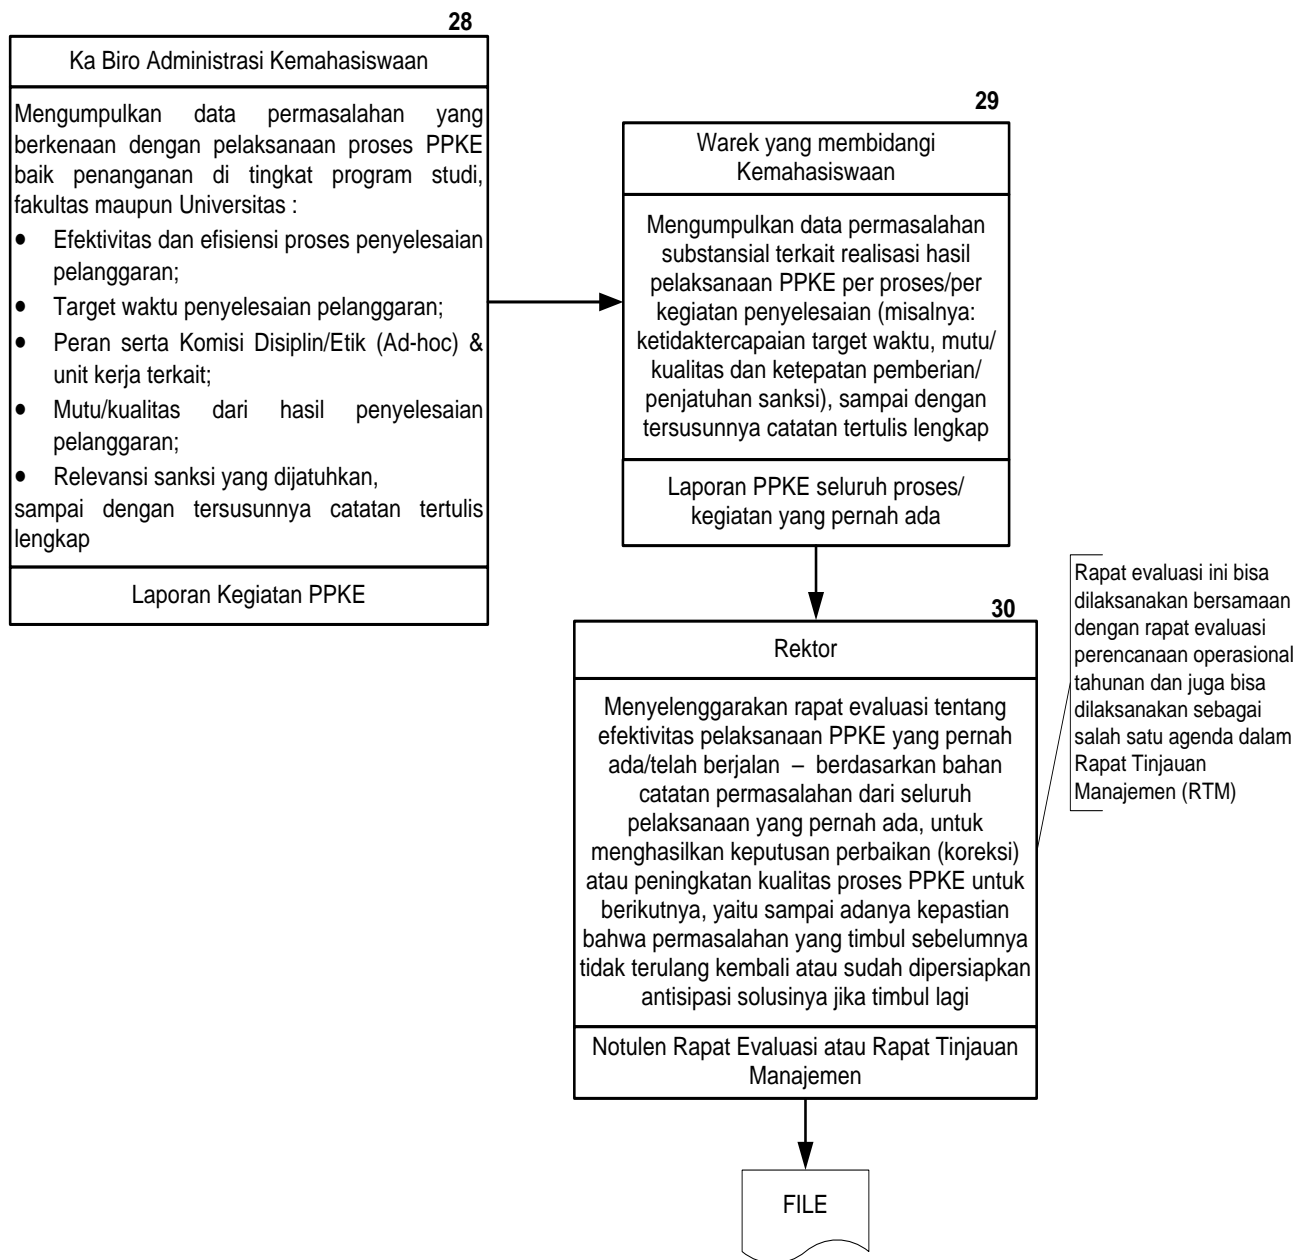 28
Ka Biro Administrasi Kemahasiswaan
Mengumpulkan data permasalahan yang
berkenaan dengan pelaksanaan proses PPKE
baik penanganan di tingkat program studi,
fakultas maupun Universitas :
● Efektivitas dan efisiensi proses penyelesaian
pelanggaran;
● Target waktu penyelesaian pelanggaran;
● Peran serta Komisi Disiplin/Etik (Ad-hoc) &
unit kerja terkait;
● Mutu/kualitas dari hasil penyelesaian
pelanggaran;
● Relevansi sanksi yang dijatuhkan,
sampai dengan tersusunnya catatan tertulis
lengkap
Laporan Kegiatan PPKE
29
Warek yang membidangi
Kemahasiswaan
Mengumpulkan data permasalahan
substansial terkait realisasi hasil
pelaksanaan PPKE per proses/per
kegiatan penyelesaian (misalnya:
ketidaktercapaian target waktu, mutu/
kualitas dan ketepatan pemberian/
penjatuhan sanksi), sampai dengan
tersusunnya catatan tertulis lengkap
Laporan PPKE seluruh proses/
kegiatan yang pernah ada
30
Rektor
Menyelenggarakan rapat evaluasi tentang
efektivitas pelaksanaan PPKE yang pernah
ada/telah berjalan – berdasarkan bahan
catatan permasalahan dari seluruh
pelaksanaan yang pernah ada, untuk
menghasilkan keputusan perbaikan (koreksi)
atau peningkatan kualitas proses PPKE untuk
berikutnya, yaitu sampai adanya kepastian
bahwa permasalahan yang timbul sebelumnya
tidak terulang kembali atau sudah dipersiapkan
antisipasi solusinya jika timbul lagi
Notulen Rapat Evaluasi atau Rapat Tinjauan
Manajemen
Rapat evaluasi ini bisa
dilaksanakan bersamaan
dengan rapat evaluasi
perencanaan operasional
tahunan dan juga bisa
dilaksanakan sebagai
salah satu agenda dalam
Rapat Tinjauan
Manajemen (RTM)
FILE